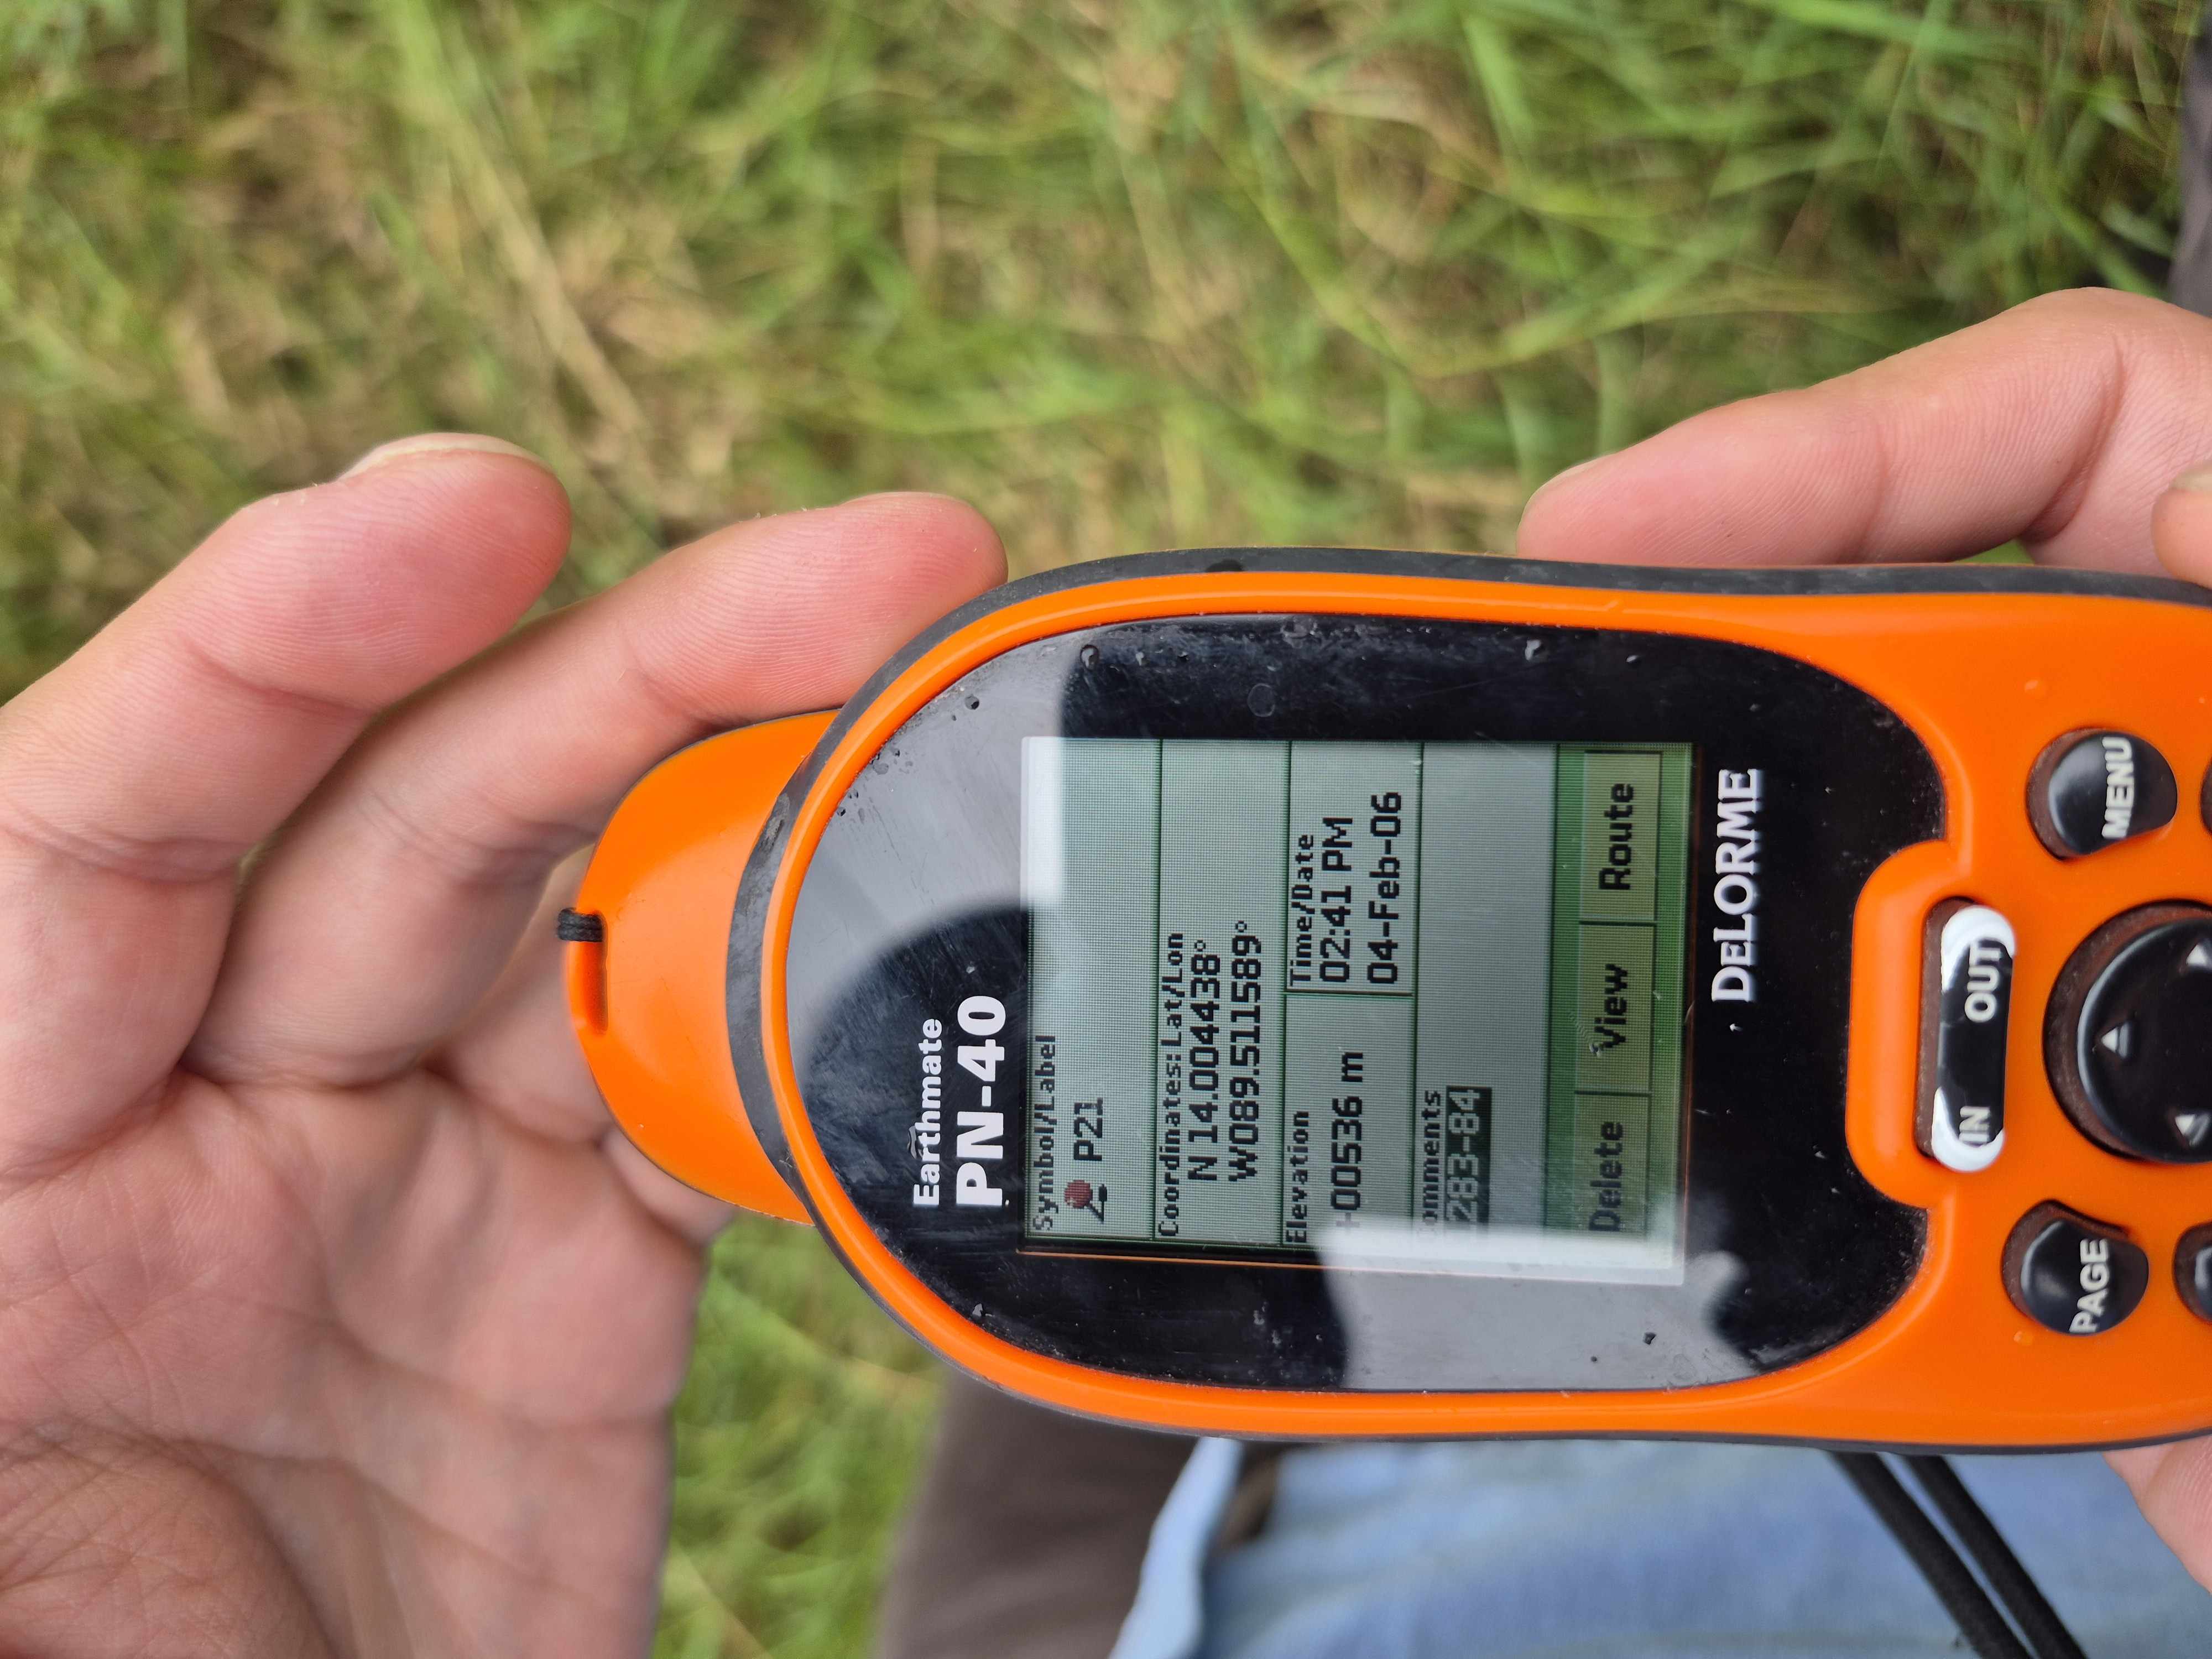 Earthmate
PN-40
Symbol/Label
P21
Coordinates: Lat/Lon
N 14.004438°
W089.511589°
Elevation
+00536 m
Time/Date
02:41 PM
04-Feb-06
Comments
283-84
Delete
View
Route
DELORME
IN
OUT
PAGE
MENU